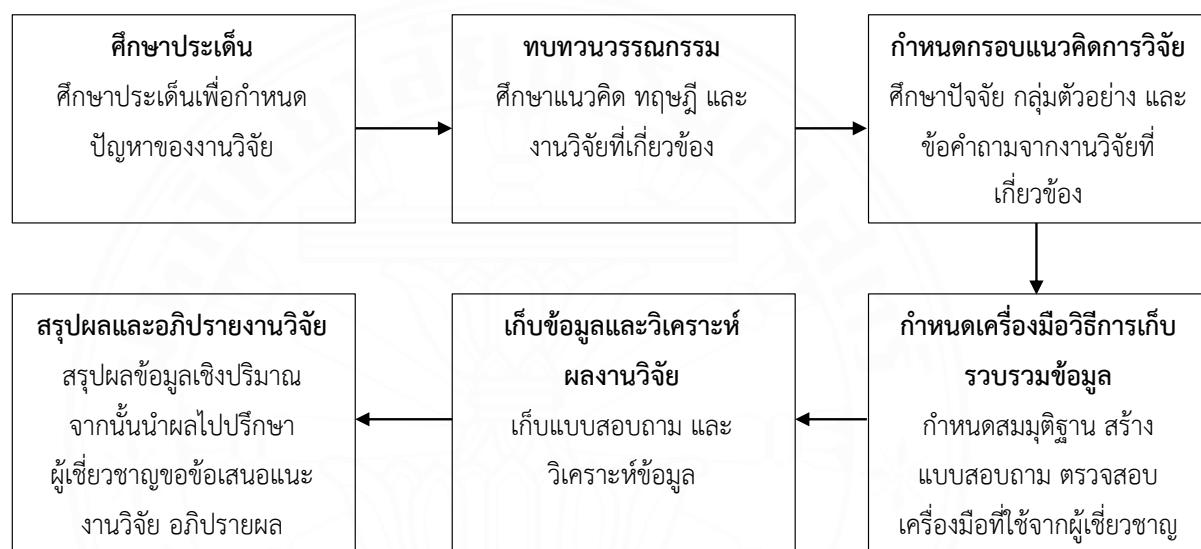 ศึกษาประเด็น
ศึกษาประเด็นเพื่อกำหนด
ปัญหาของงานวิจัย
ทบทวนวรรณกรรม
ศึกษาแนวคิด ทฤษฎี และ
งานวิจัยที่เกี่ยวข้อง
กำหนดกรอบแนวคิดการวิจัย
ศึกษาปัจจัย กลุ่มตัวอย่าง และ
ข้อคำถามจากงานวิจัยที่
เกี่ยวข้อง
กำหนดเครื่องมือวิธีการเก็บ
รวบรวมข้อมูล
กำหนดสมมุติฐาน สร้าง
แบบสอบถาม ตรวจสอบ
เครื่องมือที่ใช้จากผู้เชี่ยวชาญ
เก็บข้อมูลและวิเคราะห์
ผลงานวิจัย
เก็บแบบสอบถาม และ
วิเคราะห์ข้อมูล
สรุปผลและอภิปรายงานวิจัย
สรุปผลข้อมูลเชิงปริมาณ
จากนั้นนำผลไปปรึกษา
ผู้เชี่ยวชาญขอข้อเสนอแนะ
งานวิจัย อภิปรายผล